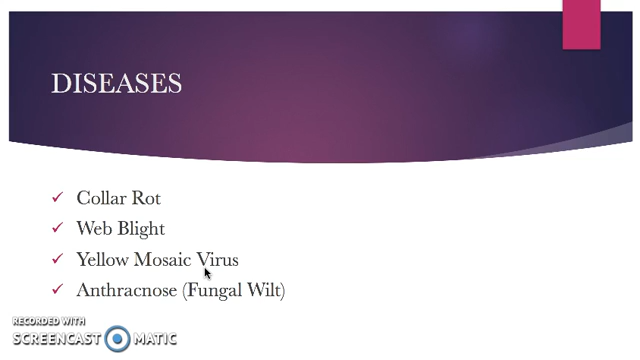 DISEASES
Collar Rot
Web Blight
Yellow Mosaic Virus
Anthracnose (Fungal Wilt)
RECORDED WITH
SCREENCAST MATIC